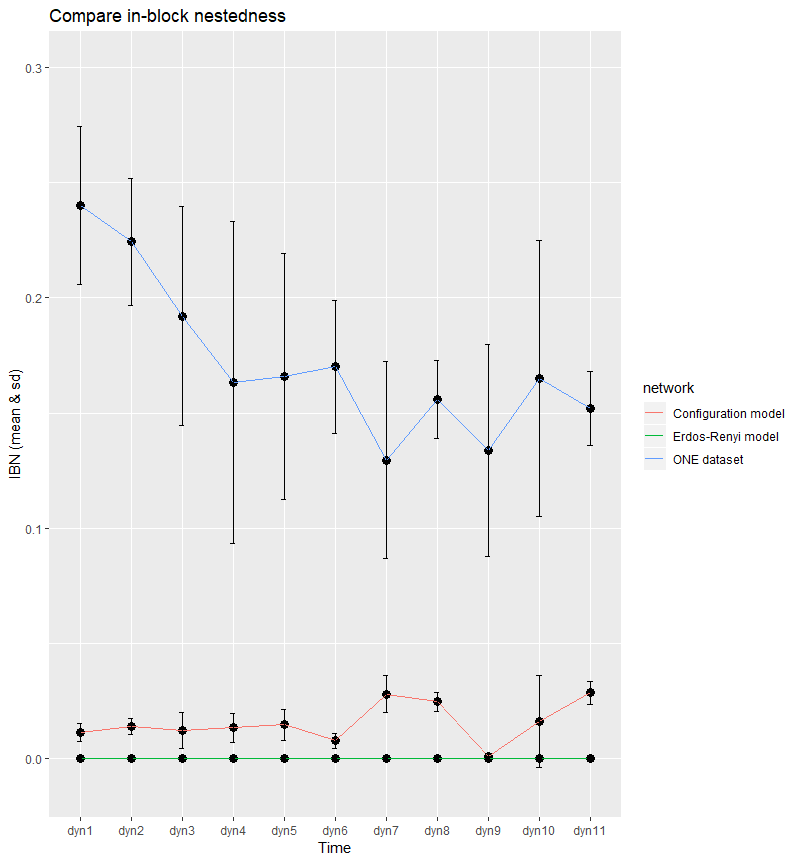 Compare in-block nestedness
IBN (mean & sd)
0.3
0.2
0.1
0.0
dyn1 dyn2 dyn3 dyn4 dyn5 dyn6 dyn7 dyn8 dyn9 dyn10 dyn11
Time
network
Configuration model
Erdos-Renyi model
ONE dataset